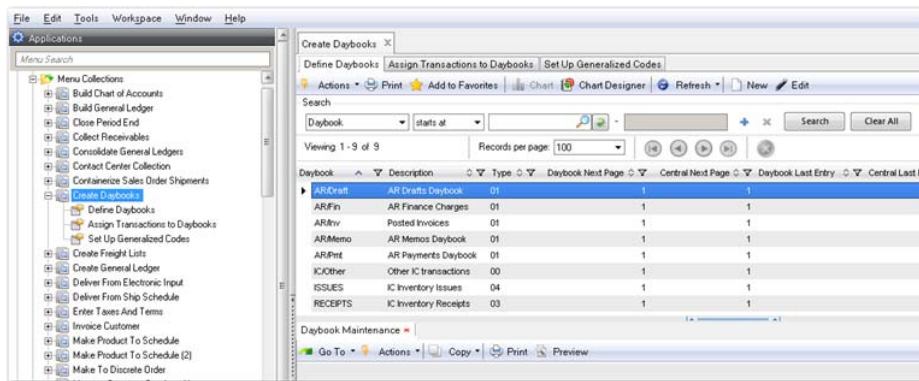 File Edit Tools Workspace Window Help
Applications
Menu Search
Menu Collections
Build Chart of Accounts
Build General Ledger
Close Period End
Collect Receivables
Consolidate General Ledgers
Contact Center Collection
Containerize Sales Order Shipments
Create Daybooks
Define Daybooks
Assign Transactions to Daybooks
Set Up Generalized Codes
Create Freight Lists
Create General Ledger
Deliver From Electronic Input
Deliver From Ship Schedule
Enter Taxes And Terms
Invoice Customer
Make Product To Schedule
Make Product To Schedule (2)
Make To Discrete Order
Create Daybooks
Define Daybooks Assign Transactions to Daybooks Set Up Generalized Codes
Actions Print Add to Favorites Chart Chart Designer Refresh New Edit
Search
Daybook starts at - Search Clear All
Viewing 1 - 9 of 9 Records per page: 100
Daybook Description Type Daybook Next Page Central Next Page Daybook Last Entry Central Last
AR/Draft AR Drafts Daybook 01 1 1
AR/Fin AR Finance Charges 01 1 1
AR/Inv Posted Invoices 01 1 1
AR/Memo AR Memos Daybook 01 1 1
AR/Pmt AR Payments Daybook 01 1 1
IC/Other Other IC transactions 00 1 1
ISSUES IC Inventory Issues 04 1 1
RECEIPTS IC Inventory Receipts 03 1 1
Daybook Maintenance
Go To Actions Copy Print Preview